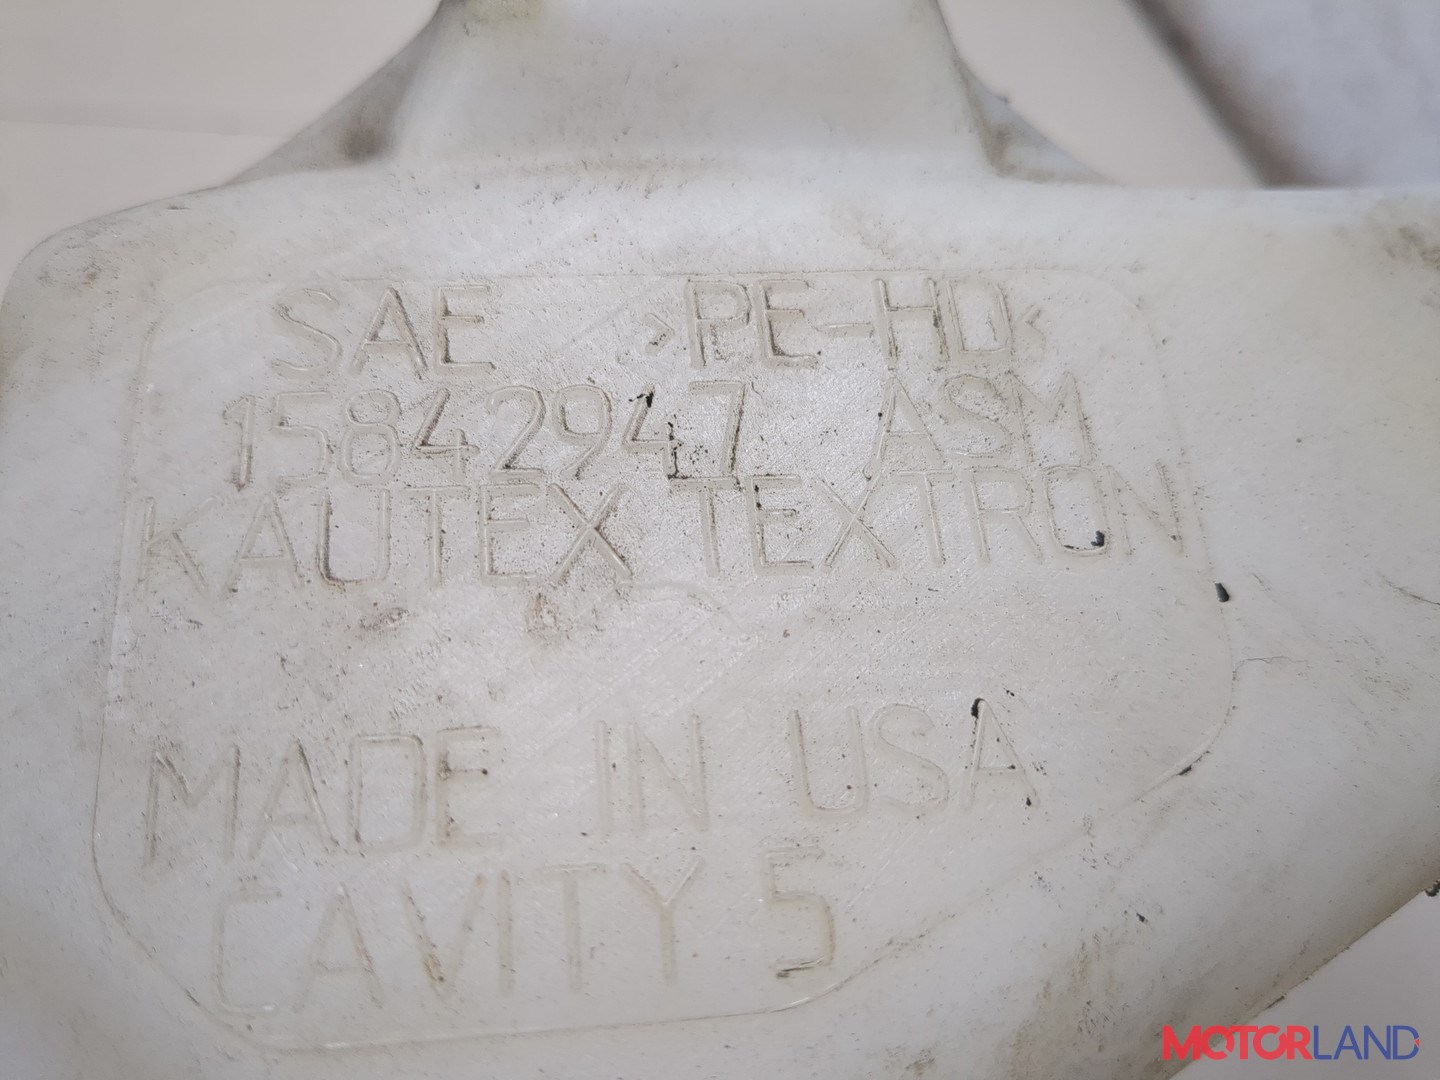 SAE >PE-HD<
15842947 ASM
KAUTEX TEXTRON
MADE IN USA
CAVITY 5
MOTORLAND